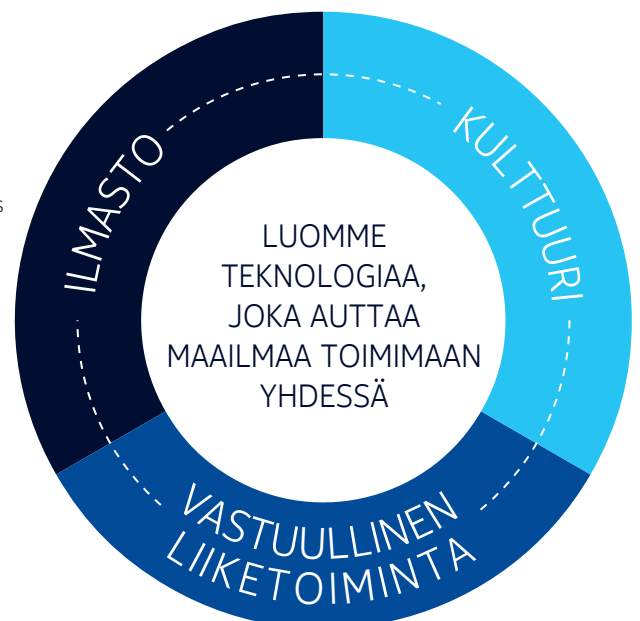 ILMASTO
KULTTUURI
S
LUOMME
TEKNOLOGIAA,
JOKA AUTTAA
MAAILMAA TOIMIMAAN
YHDESSÄ
VASTUULLINEN
LIIKETOIMINTA